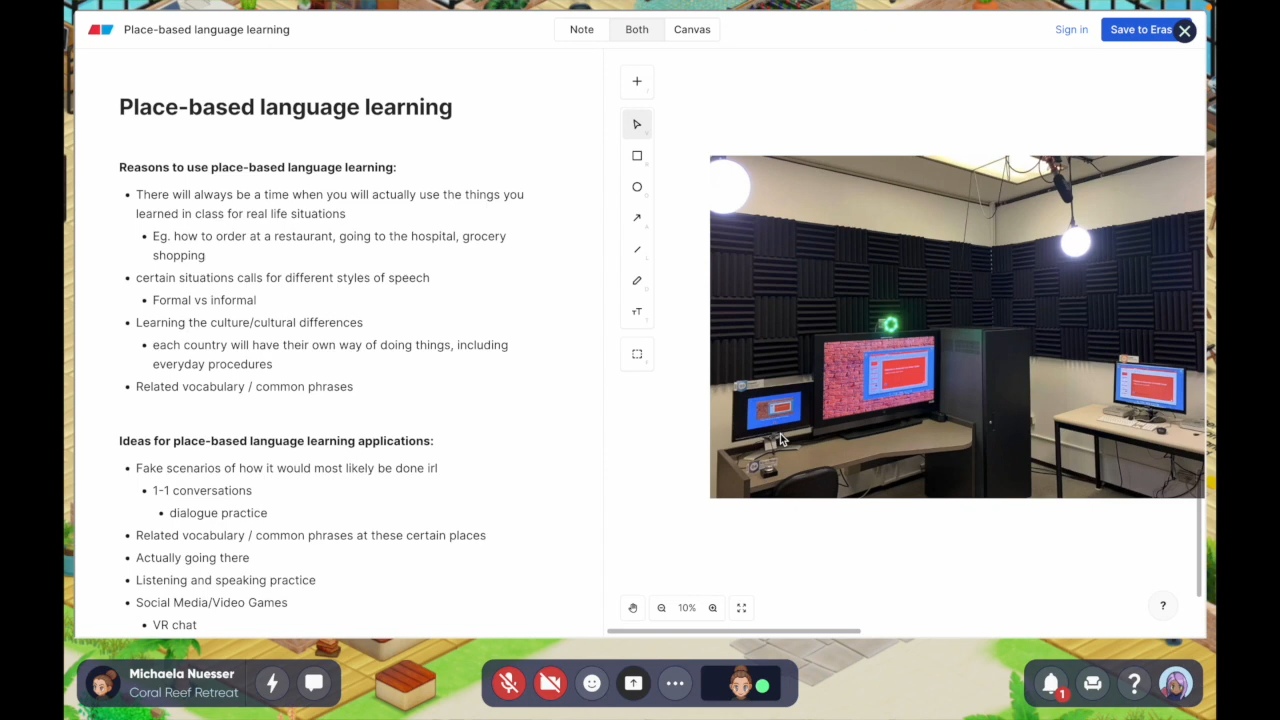 Place-based language learning
Note
Both
Canvas
Sign in
Save to Eras
Place-based language learning
Reasons to use place-based language learning:
There will always be a time when you will actually use the things you
learned in class for real life situations
Eg. how to order at a restaurant, going to the hospital, grocery
shopping
certain situations calls for different styles of speech
Formal vs informal
Learning the culture/cultural differences
each country will have their own way of doing things, including
everyday procedures
Related vocabulary / common phrases
Ideas for place-based language learning applications:
Fake scenarios of how it would most likely be done irl
1-1 conversations
dialogue practice
Related vocabulary / common phrases at these certain places
Actually going there
Listening and speaking practice
Social Media/Video Games
VR chat
10%
?
Michaela Nuesser
Coral Reef Retreat
1